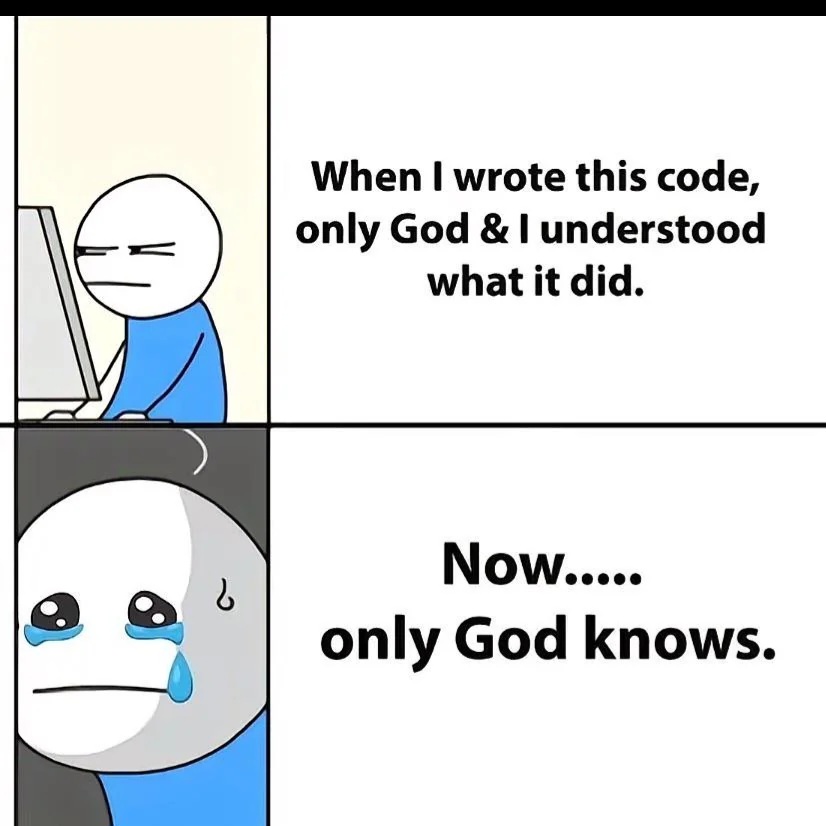 When I wrote this code,
only God & I understood
what it did.
Now.....
only God knows.